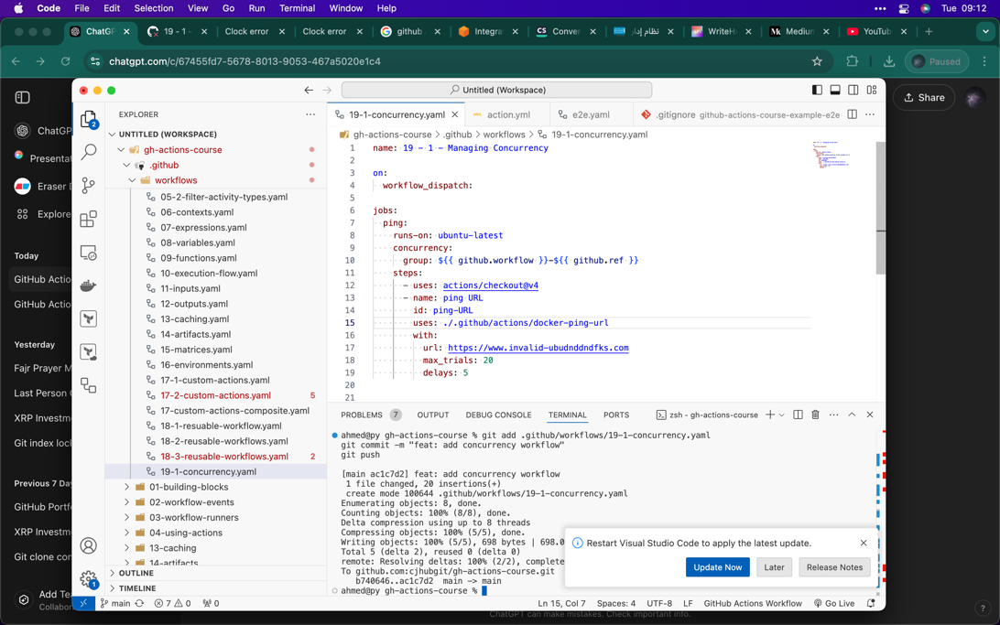 Code File Edit Selection View Go Run Terminal Window Help Tue 09:12
ChatGP 19 - 1 - Clock error Clock error github Integra Conver نظام إدار WriteH Medium YouTub
chatgpt.com/c/67455fd7-5678-8013-9053-467a5020e1c4 Paused
Share
ChatGP
Presentat
Eraser D
Explore
Today
GitHub Actio
GitHub Actio
Yesterday
Fajr Prayer M
Last Person
XRP Investm
Git index loc
Previous 7 Day
GitHub Portf
XRP Investm
Git clone com
Add Te
Collabor
Untitled (Workspace)
EXPLORER
UNTITLED (WORKSPACE)
gh-actions-course
.github
workflows
05-2-filter-activity-types.yaml
06-contexts.yaml
07-expressions.yaml
08-variables.yaml
09-functions.yaml
10-execution-flow.yaml
11-inputs.yaml
12-outputs.yaml
13-caching.yaml
14-artifacts.yaml
15-matrices.yaml
16-environments.yaml
17-1-custom-actions.yaml
17-2-custom-actions.yaml 5
17-custom-actions-composite.yaml
18-1-resuable-workflow.yaml
18-2-reusable-workflows.yaml
18-3-reusable-workflows.yaml 2
19-1-concurrency.yaml
01-building-blocks
02-workflow-events
03-workflow-runners
04-using-actions
13-caching
14-artifacts
OUTLINE
TIMELINE
2
1
19-1-concurrency.yaml action.yml e2e.yaml .gitignore github-actions-course-example-e2e
gh-actions-course > .github > workflows > 19-1-concurrency.yaml
1 name: 19 - 1 - Managing Concurrency
2
3 on:
4 workflow_dispatch:
5
6 jobs:
7 ping:
8 runs-on: ubuntu-latest
9 concurrency:
10 group: ${{ github.workflow }}-${{ github.ref }}
11 steps:
12 - uses: actions/checkout@v4
13 - name: ping URL
14 id: ping-URL
15 uses: ./.github/actions/docker-ping-url
16 with:
17 url: https://www.invalid-ubudnddndfks.com
18 max_trials: 20
19 delays: 5
20
21
PROBLEMS 7 OUTPUT DEBUG CONSOLE TERMINAL PORTS zsh - gh-actions-course
ahmed@py gh-actions-course % git add .github/workflows/19-1-concurrency.yaml
git commit -m "feat: add concurrency workflow"
git push
[main ac1c7d2] feat: add concurrency workflow
1 file changed, 20 insertions(+)
create mode 100644 .github/workflows/19-1-concurrency.yaml
Enumerating objects: 8, done.
Counting objects: 100% (8/8), done.
Delta compression using up to 8 threads
Compressing objects: 100% (5/5), done.
Writing objects: 100% (5/5), 698 bytes | 698.0
Total 5 (delta 2), reused 0 (delta 0)
remote: Resolving deltas: 100% (2/2), complete
To github.com:cjhubgit/gh-actions-course.git
b740646..ac1c7d2 main -> main
ahmed@py gh-actions-course %
Restart Visual Studio Code to apply the latest update.
Update Now Later Release Notes
main 7 0 0 Ln 15, Col 7 Spaces: 4 UTF-8 LF GitHub Actions Workflow Go Live
ChatGPT can make mistakes. Check important info.
?